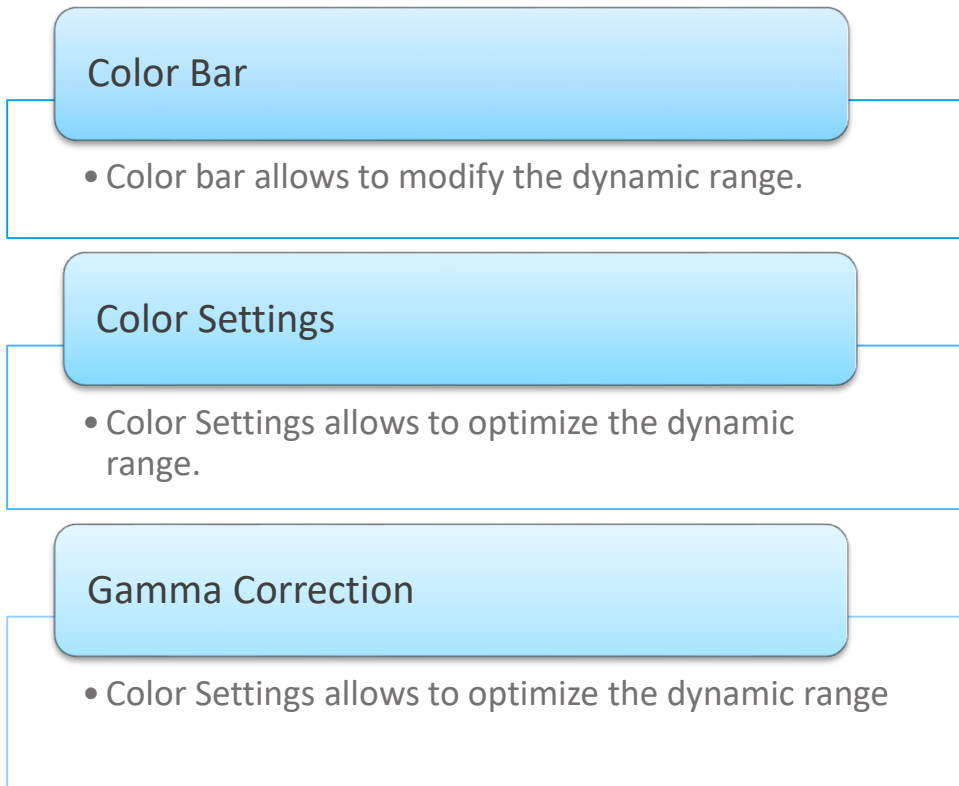 Color Bar
• Color bar allows to modify the dynamic range.
Color Settings
• Color Settings allows to optimize the dynamic
range.
Gamma Correction
• Color Settings allows to optimize the dynamic range